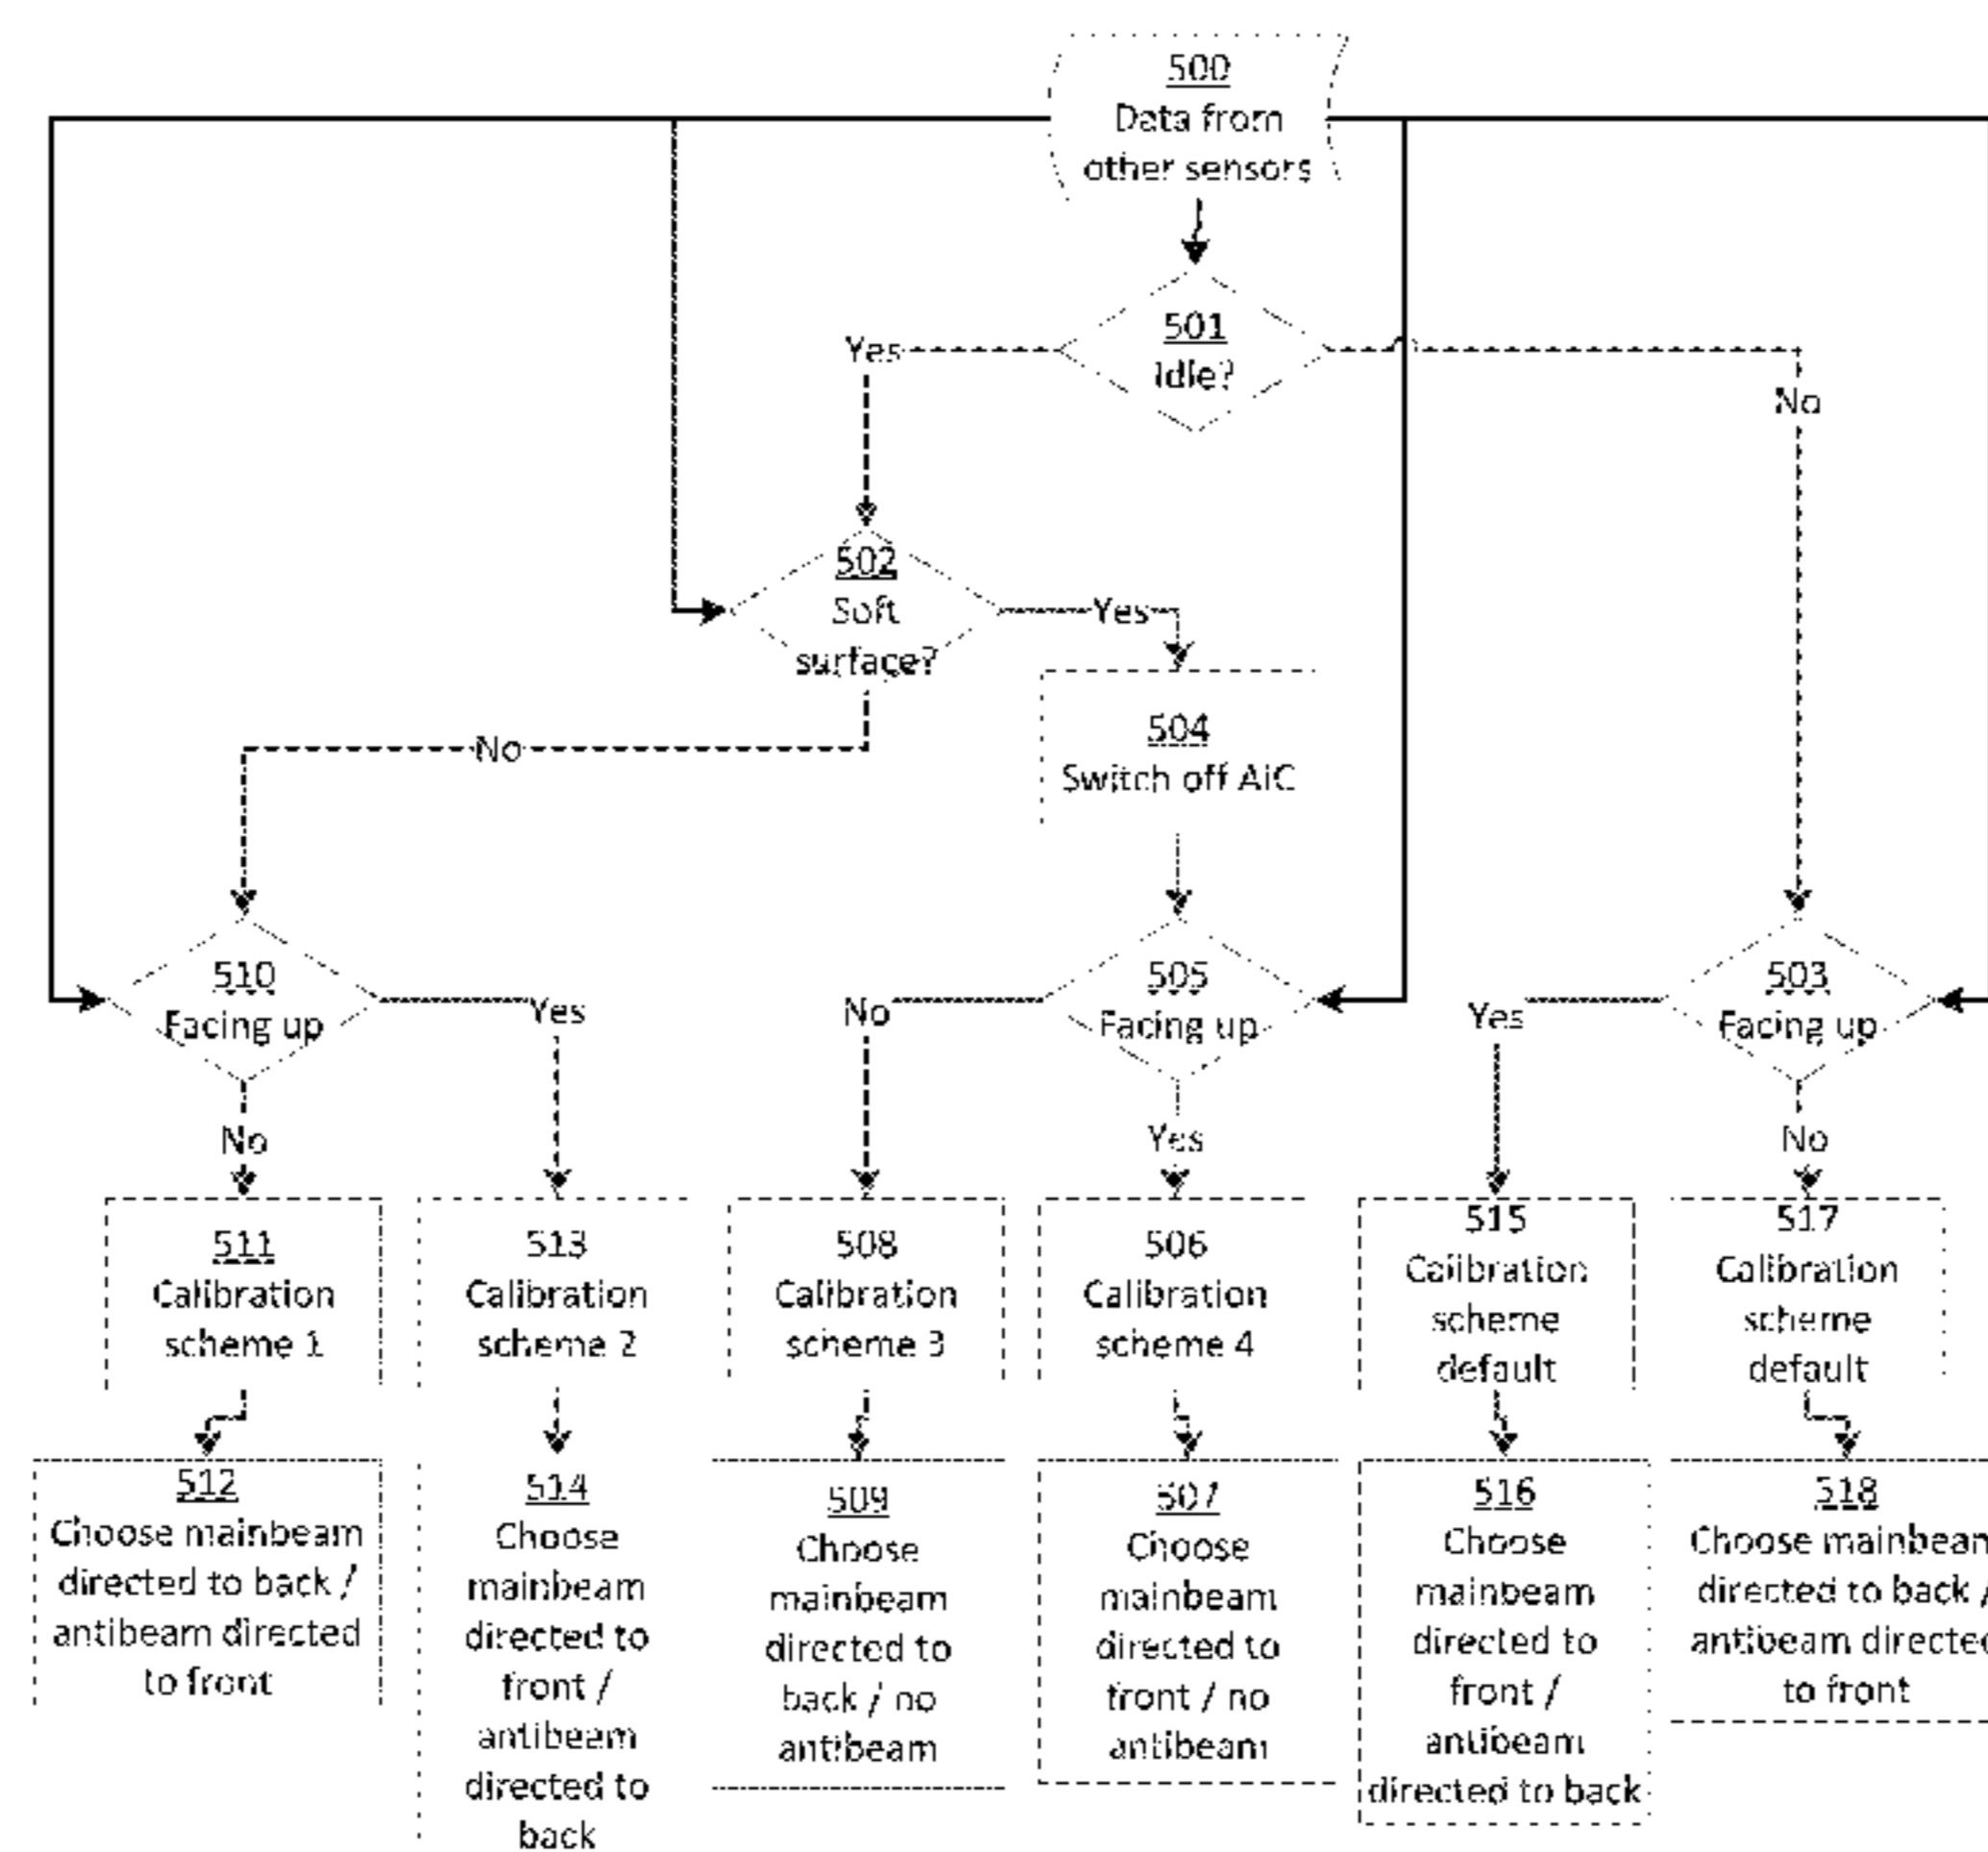 500
Data from
other sensors
501
Idle?
Yes
No
502
Soft
surface?
Yes
No
504
Switch off AiC
510
Facing up
Yes
No
505
Facing up
No
Yes
503
Facing up
Yes
No
511
Calibration
scheme 1
513
Calibration
scheme 2
508
Calibration
scheme 3
506
Calibration
scheme 4
515
Calibration
scheme
default
517
Calibration
scheme
default
512
Choose mainbeam
directed to back /
antibeam directed
to front
514
Choose
mainbeam
directed to
front /
antibeam
directed to
back
509
Choose
mainbeam
directed to
back / no
antibeam
507
Choose
mainbeam
directed to
front / no
antibeam
516
Choose
mainbeam
directed to
front /
antibeam
directed to back
518
Choose mainbeam
directed to back /
antibeam directed
to front